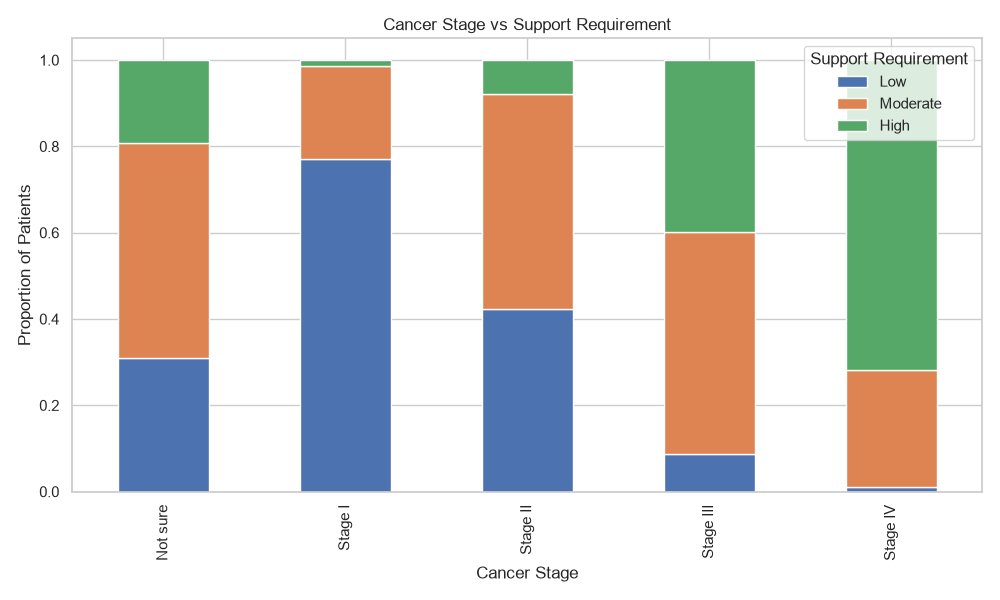 Cancer Stage vs Support Requirement
Support Requirement
Low
Moderate
High
Proportion of Patients
1.0
0.8
0.6
0.4
0.2
0.0
Not sure
Stage I
Stage II
Stage III
Stage IV
Cancer Stage